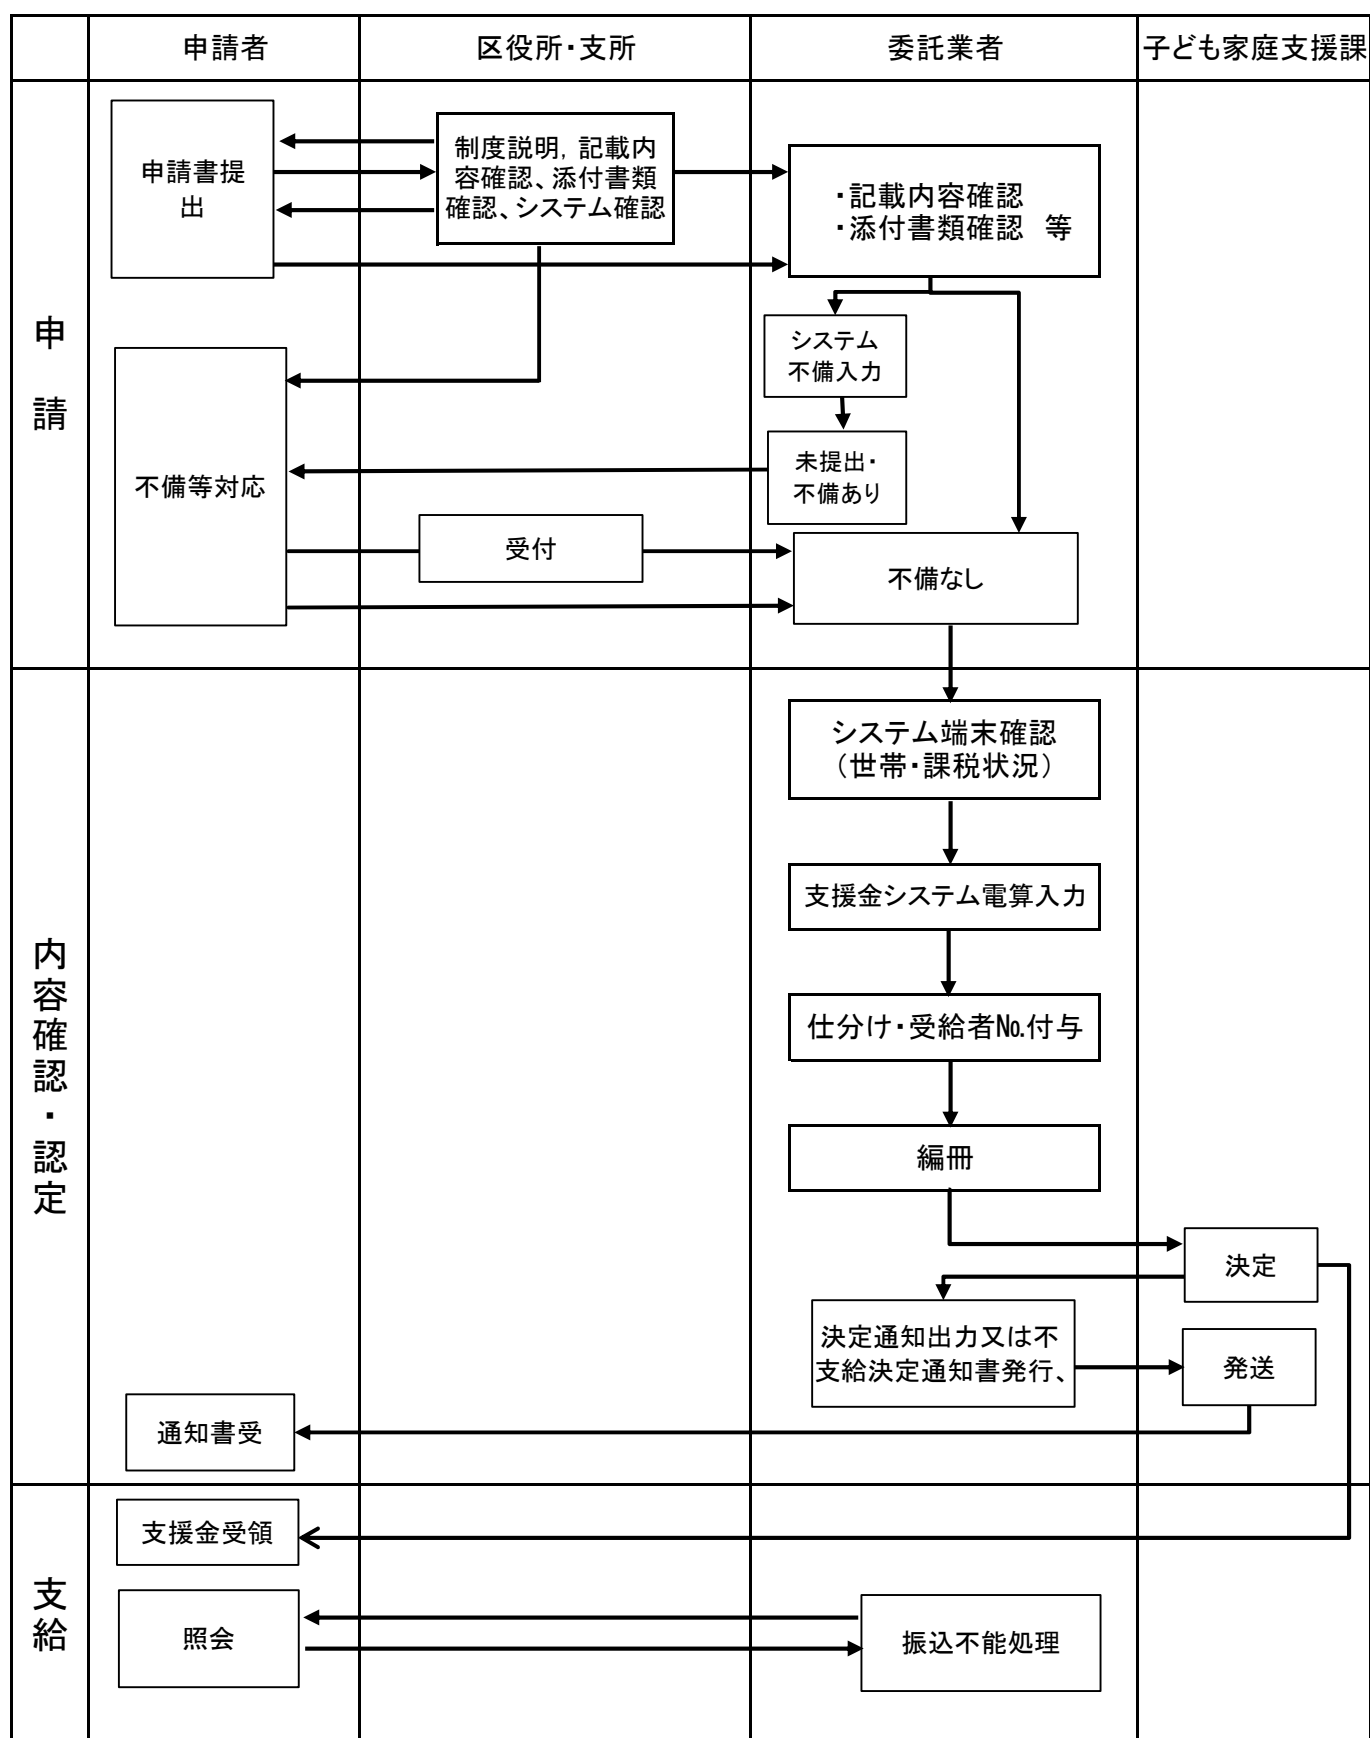 申請者
区役所・支所
委託業者
子ども家庭支援課
申請
申請書提
出
制度説明，記載内
容確認、添付書類
確認、システム確認
・記載内容確認
・添付書類確認　等
システム
不備入力
未提出・
不備あり
不備等対応
受付
不備なし
内容確認・認定
システム端末確認
（世帯・課税状況）
支援金システム電算入力
仕分け・受給者№付与
編冊
決定
決定通知出力又は不
支給決定通知書発行、
発送
通知書受
支給
支援金受領
照会
振込不能処理